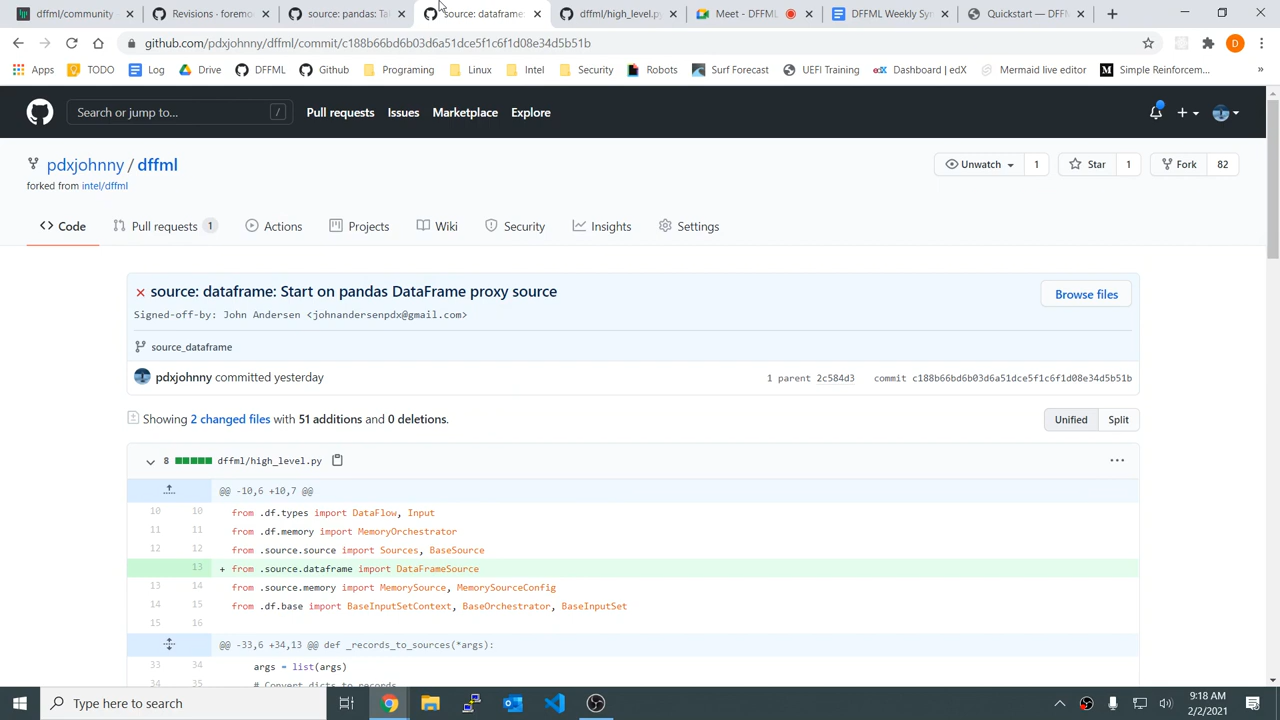 dffml/community
Revisions · foremo
source: pandas: Ta
source: dataframe:
dffml/high_level.py
Meet - DFFML
DFFML Weekly Syn
Quickstart — DFF
github.com/pdxjohnny/dffml/commit/c188b66bd6b03d6a51dce5f1c6f1d08e34d5b51b
D
Apps
TODO
Log
Drive
DFFML
Github
Programing
Linux
Intel
Security
Robots
Surf Forecast
UEFI Training
edX Dashboard | edX
Mermaid live editor
M Simple Reinforcem...
»
Search or jump to...
/
Pull requests
Issues
Marketplace
Explore
pdxjohnny / dffml
Unwatch
1
Star
1
Fork
82
forked from intel/dffml
Code
Pull requests 1
Actions
Projects
Wiki
Security
Insights
Settings
source: dataframe: Start on pandas DataFrame proxy source
Browse files
Signed-off-by: John Andersen <johnandersenpdx@gmail.com>
source_dataframe
pdxjohnny committed yesterday
1 parent 2c584d3
commit c188b66bd6b03d6a51dce5f1c6f1d08e34d5b51b
Showing 2 changed files with 51 additions and 0 deletions.
Unified
Split
8 dffml/high_level.py
@@ -10,6 +10,7 @@
10 10 from .df.types import DataFlow, Input
11 11 from .df.memory import MemoryOrchestrator
12 12 from .source.source import Sources, BaseSource
13 + from .source.dataframe import DataFrameSource
13 14 from .source.memory import MemorySource, MemorySourceConfig
14 15 from .df.base import BaseInputSetContext, BaseOrchestrator, BaseInputSet
15 16
@@ -33,6 +34,13 @@ def _records_to_sources(*args):
33 34 args = list(args)
34 35 # Convert dicts to records
Type here to search
9:18 AM
2/2/2021